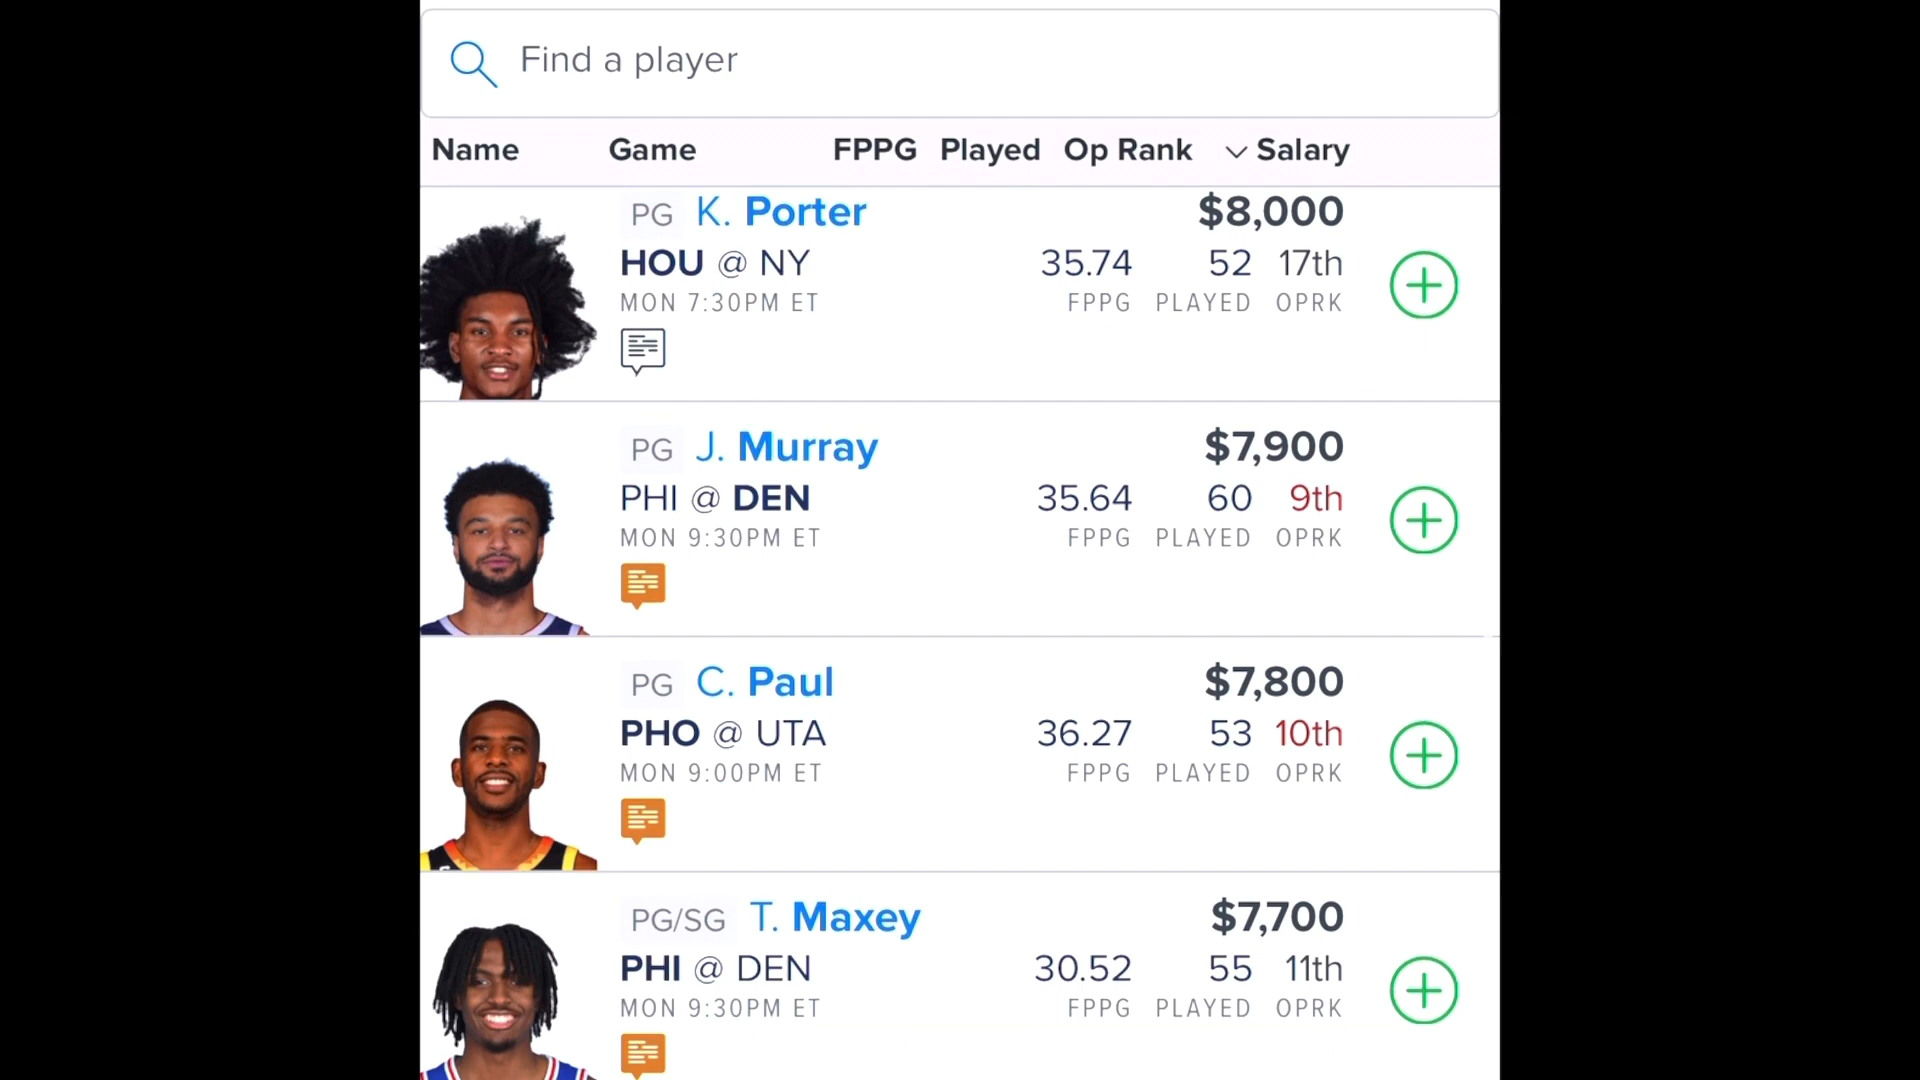 Find a player
Name Game FPPG Played Op Rank Salary
PG K. Porter $8,000
HOU @ NY 35.74 52 17th
MON 7:30PM ET FPPG PLAYED OPRK
PG J. Murray $7,900
PHI @ DEN 35.64 60 9th
MON 9:30PM ET FPPG PLAYED OPRK
PG C. Paul $7,800
PHO @ UTA 36.27 53 10th
MON 9:00PM ET FPPG PLAYED OPRK
PG/SG T. Maxey $7,700
PHI @ DEN 30.52 55 11th
MON 9:30PM ET FPPG PLAYED OPRK